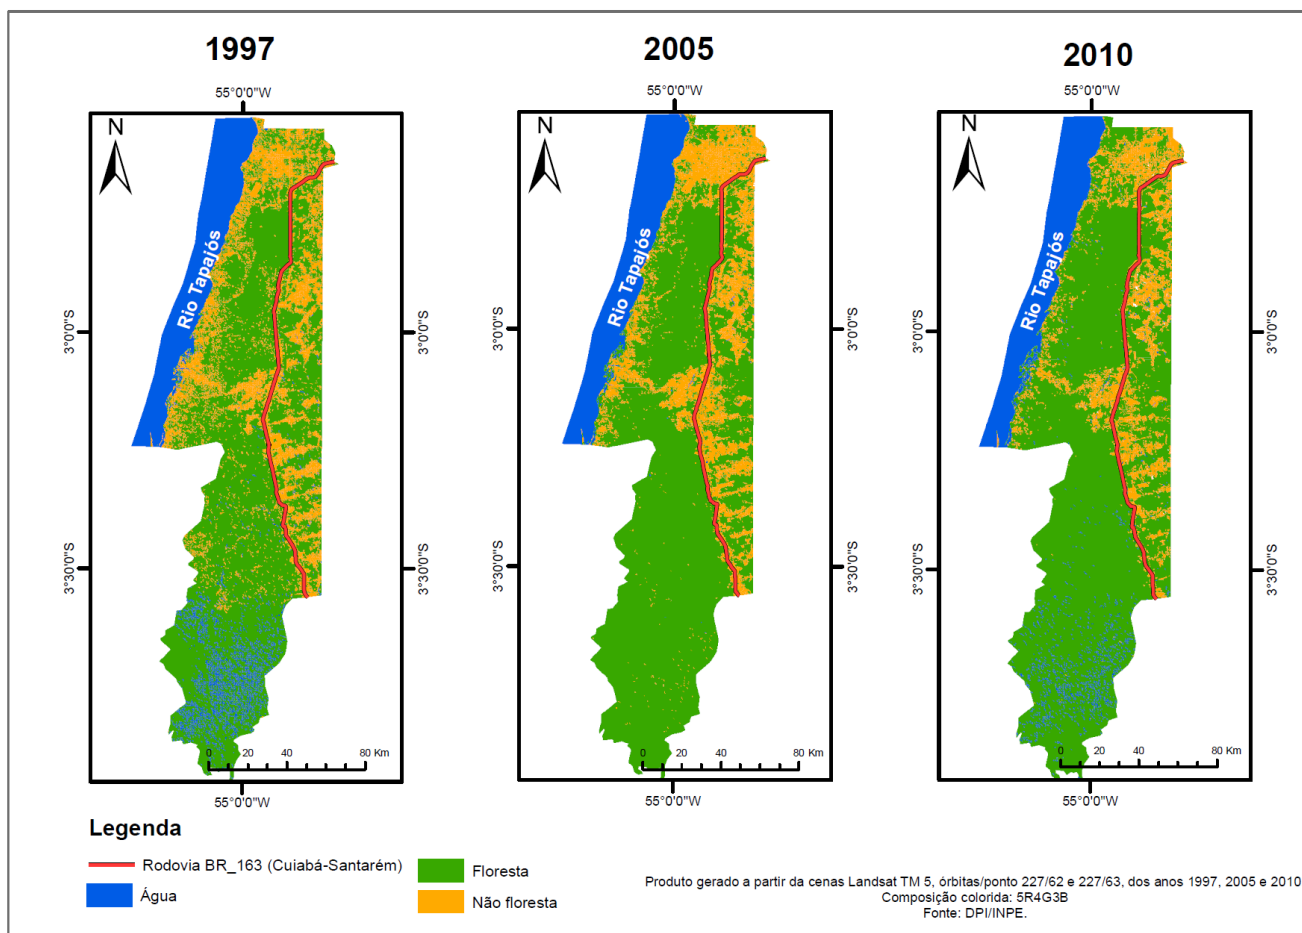 1997
2005
2010
55°0'0"W
55°0'0"W
55°0'0"W
N
N
N
Rio Tapajós
Rio Tapajós
Rio Tapajós
3°0'0"S
3°0'0"S
3°0'0"S
3°0'0"S
3°0'0"S
3°0'0"S
3°30'0"S
3°30'0"S
3°30'0"S
3°30'0"S
3°30'0"S
3°30'0"S
0 20 40 80 Km
0 20 40 80 Km
0 20 40 80 Km
55°0'0"W
55°0'0"W
55°0'0"W
Legenda
Rodovia BR_163 (Cuiabá-Santarém)
Água
Floresta
Não floresta
Produto gerado a partir da cenas Landsat TM 5, órbitas/ponto 227/62 e 227/63, dos anos 1997, 2005 e 2010
Composição colorida: 5R4G3B
Fonte: DPI/INPE.